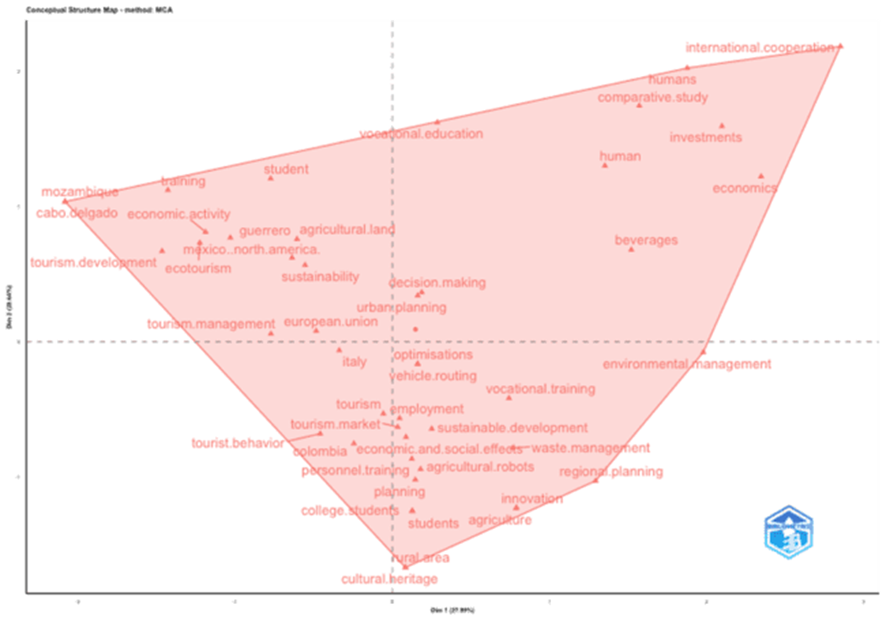 Conceptual Structure Map - method: MCA
international.cooperation
humans
comparative.study
vocational.education
investments
human
student
training
economics
mozambique
cabo.delgado
economic.activity
guerrero
agricultural.land
beverages
mexico..north.america.
tourism.development
ecotourism
sustainability
decision.making
urban.planning
tourism.management
european.union
optimisations
italy
environmental.management
vehicle.routing
vocational.training
tourism
employment
tourism.market
sustainable.development
tourist.behavior
colombia
economic.and.social.effects
waste.management
personnel.training
agricultural.robots
regional.planning
planning
innovation
college.students
students
agriculture
rural.area
cultural.heritage